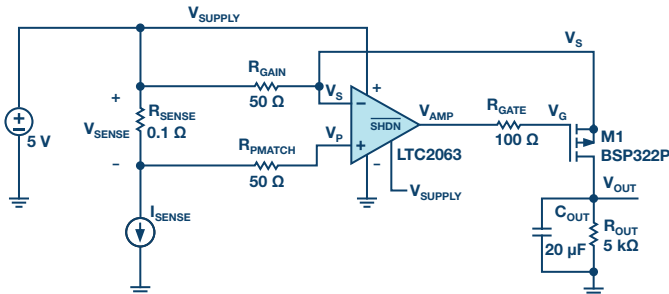 VSUPPLY
VS
RGAIN
50 Ω
+
VS
+
−
5 V
VSENSE
RSENSE
0.1 Ω
−
SHDN
VAMP
RGATE
100 Ω
VG
M1
BSP322P
VP
RPMATCH
50 Ω
+
−
LTC2063
VSUPPLY
VOUT
ISENSE
COUT
20 µF
ROUT
5 kΩ